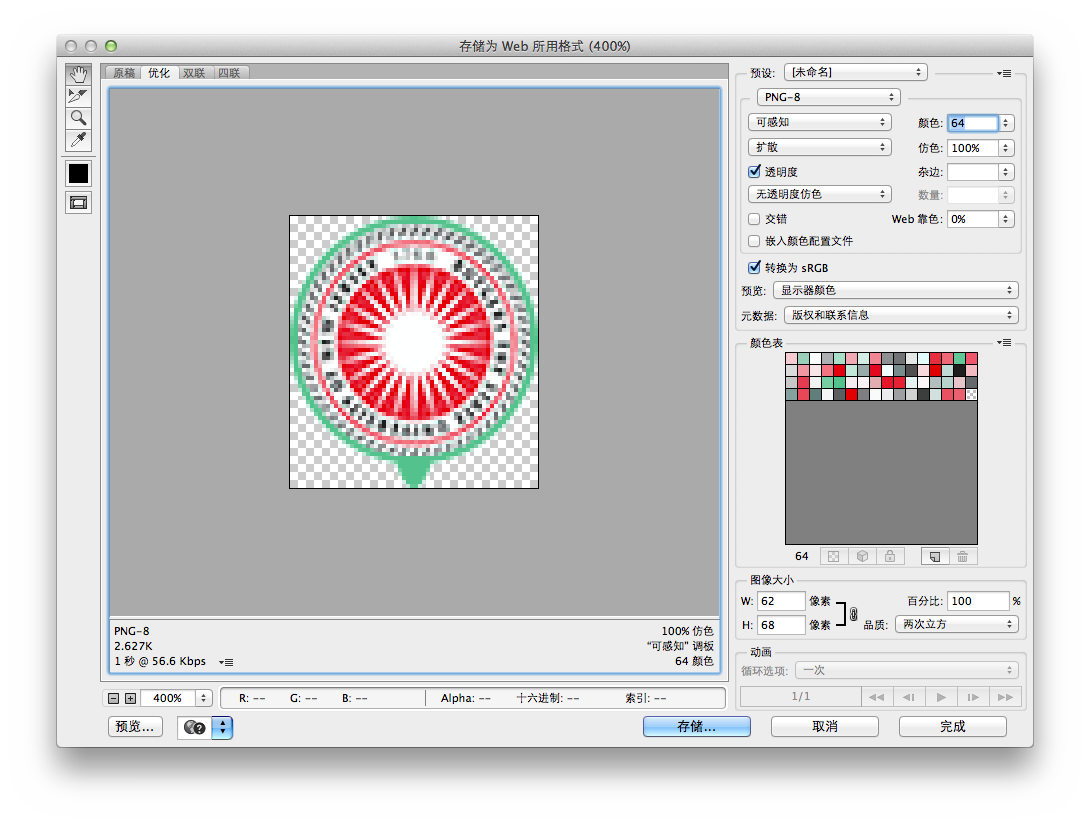 存储为 Web 所用格式 (400%)
原稿 优化 双联 四联
预设: [未命名]
PNG-8
可感知 颜色: 64
扩散 仿色: 100%
透明度 杂边:
无透明度仿色 数量:
交错 Web 靠色: 0%
嵌入颜色配置文件
转换为 sRGB
预览: 显示器颜色
元数据: 版权和联系信息
颜色表
64
图像大小
W: 62 像素 百分比: 100 %
H: 68 像素 品质: 两次立方
动画
循环选项: 一次
1/1
PNG-8 100% 仿色
2.627K “可感知” 调板
1 秒 @ 56.6 Kbps 64 颜色
400% R: -- G: -- B: -- Alpha: -- 十六进制: -- 索引: --
预览... 存储... 取消 完成